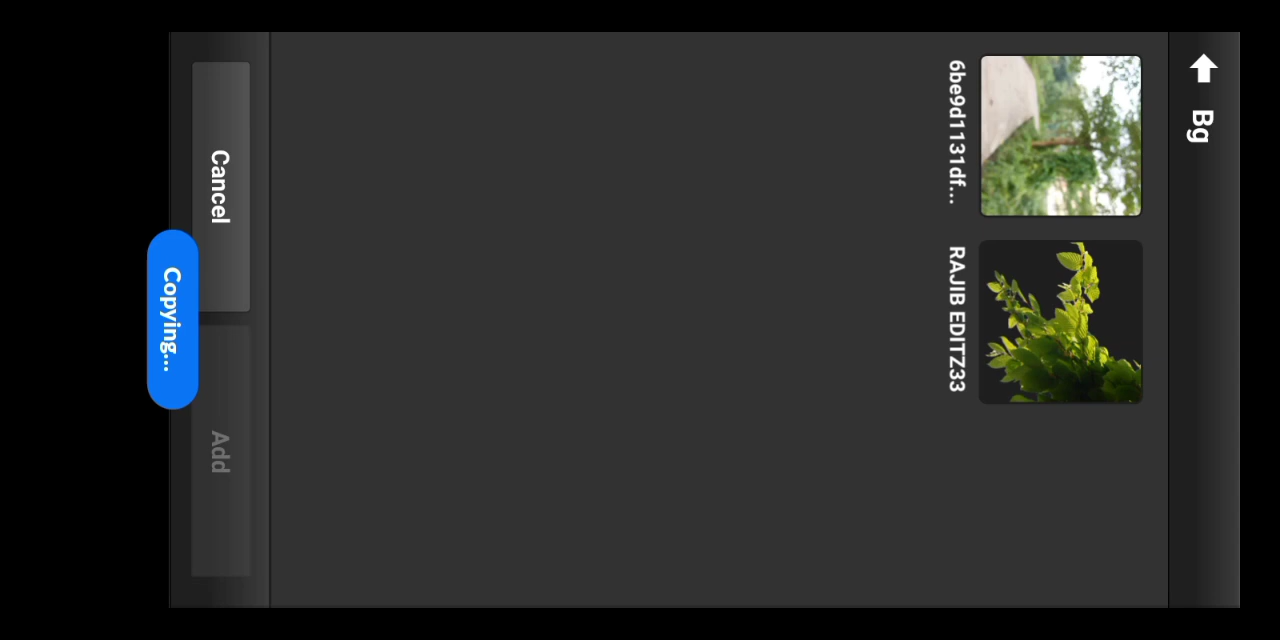 Bg
6be9d1131df...
RAJIB EDITZ33
Cancel
Add
Copying...